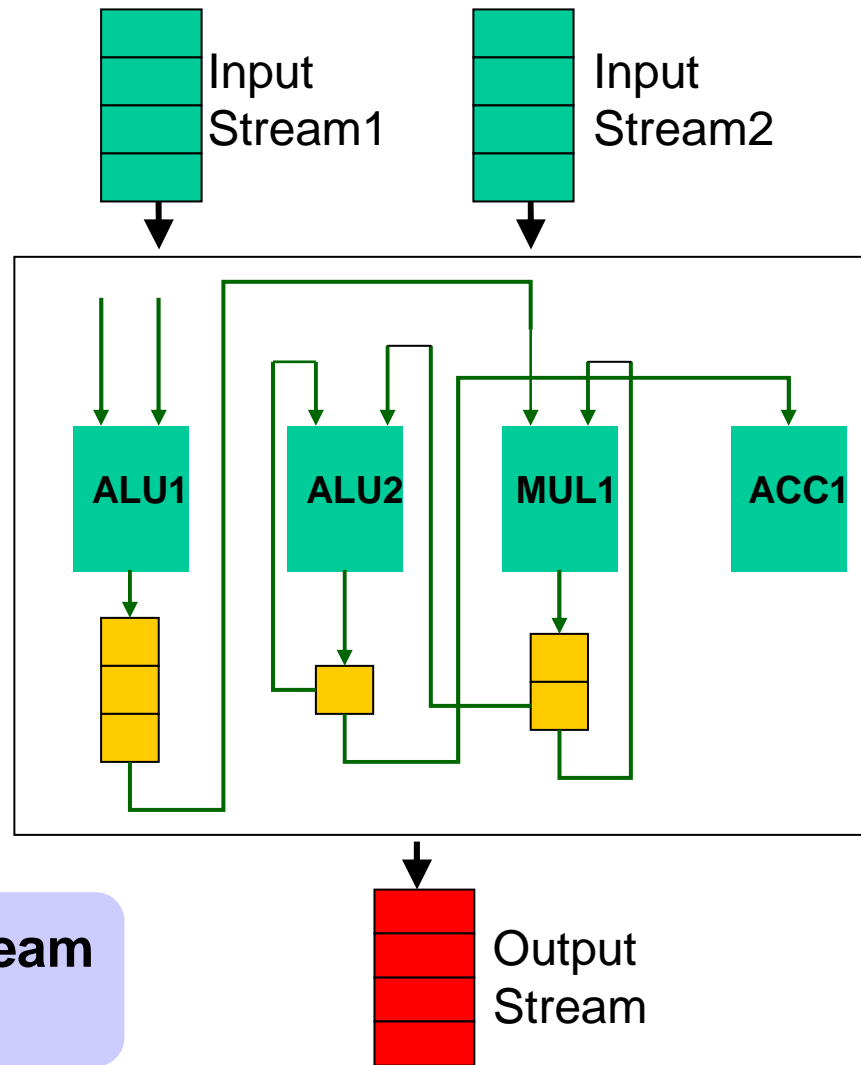 Input
Stream1
Input
Stream2
ALU1
ALU2
MUL1
ACC1
Output
Stream